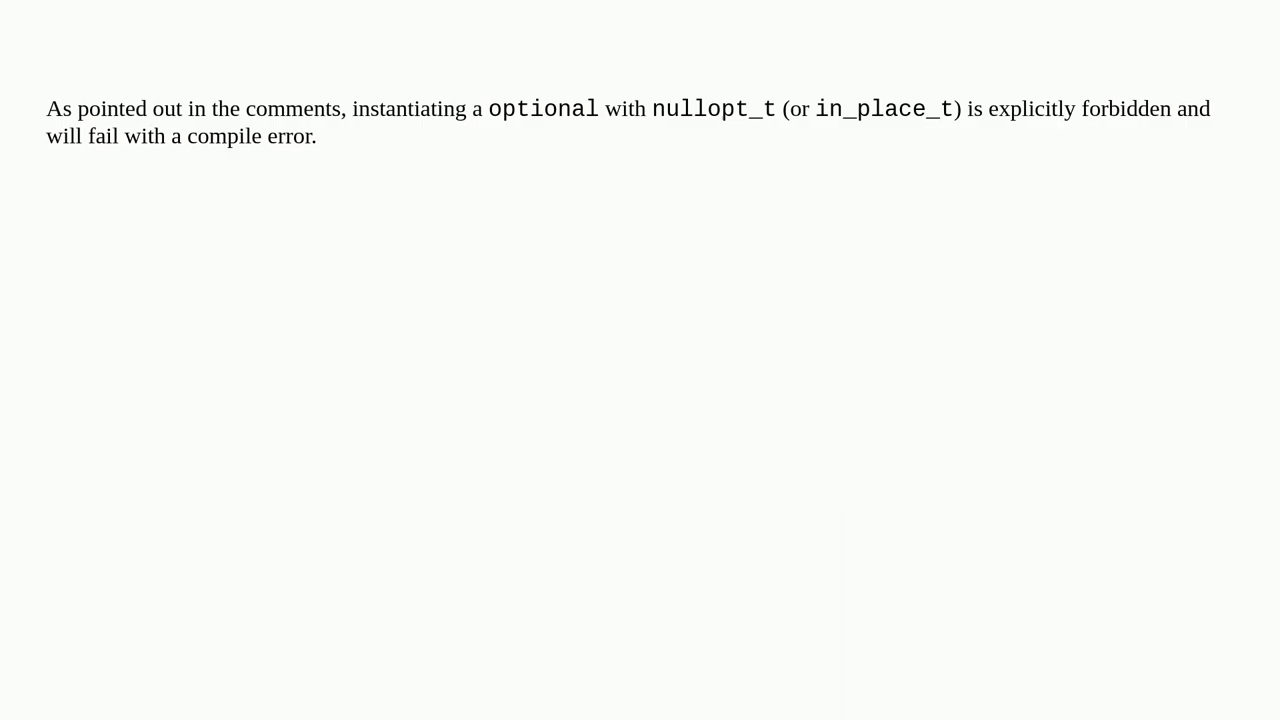 As pointed out in the comments, instantiating a optional with nullopt_t (or in_place_t) is explicitly forbidden and
will fail with a compile error.